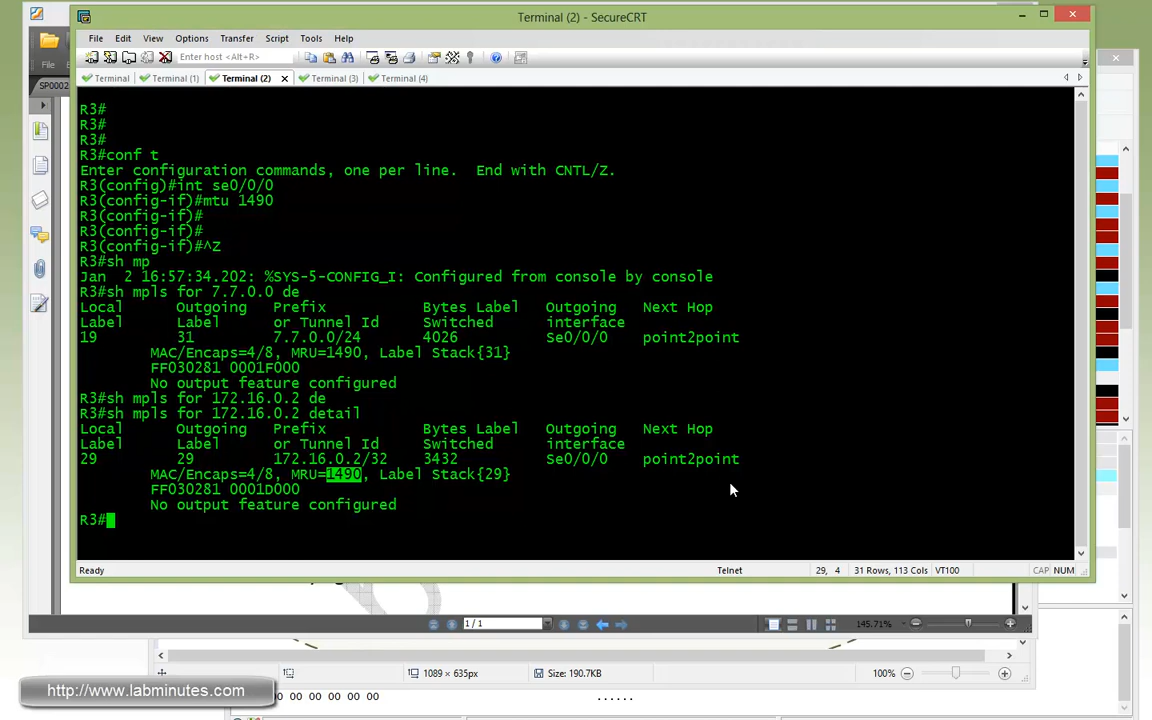 Terminal (2) - SecureCRT
File Edit View Options Transfer Script Tools Help
Enter host <Alt+R>
File
SP0002
Terminal Terminal (1) Terminal (2) Terminal (3) Terminal (4)
R3#
R3#
R3#
R3#conf t
Enter configuration commands, one per line. End with CNTL/Z.
R3(config)#int se0/0/0
R3(config-if)#mtu 1490
R3(config-if)#
R3(config-if)#
R3(config-if)#^Z
R3#sh mp
Jan 2 16:57:34.202: %SYS-5-CONFIG_I: Configured from console by console
R3#sh mpls for 7.7.0.0 de
Local Outgoing Prefix Bytes Label Outgoing Next Hop
Label Label or Tunnel Id Switched interface
19 31 7.7.0.0/24 4026 Se0/0/0 point2point
MAC/Encaps=4/8, MRU=1490, Label Stack{31}
FF030281 0001F000
No output feature configured
R3#sh mpls for 172.16.0.2 de
R3#sh mpls for 172.16.0.2 detail
Local Outgoing Prefix Bytes Label Outgoing Next Hop
Label Label or Tunnel Id Switched interface
29 29 172.16.0.2/32 3432 Se0/0/0 point2point
MAC/Encaps=4/8, MRU=1490, Label Stack{29}
FF030281 0001D000
No output feature configured
R3#
Ready Telnet 29, 4 31 Rows, 113 Cols VT100 CAP NUM
1 / 1 145.71%
1089 × 635px Size: 190.7KB 100%
http://www.labminutes.com
00 00 00 00 00 ......